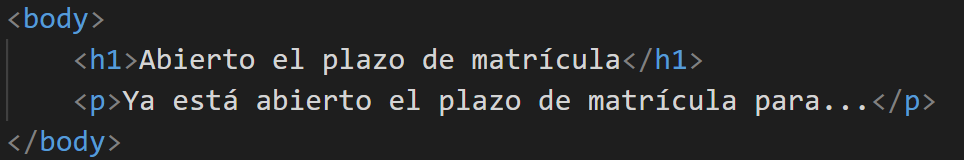 <body>
<h1>Abierto el plazo de matrícula</h1>
<p>Ya está abierto el plazo de matrícula para...</p>
</body>